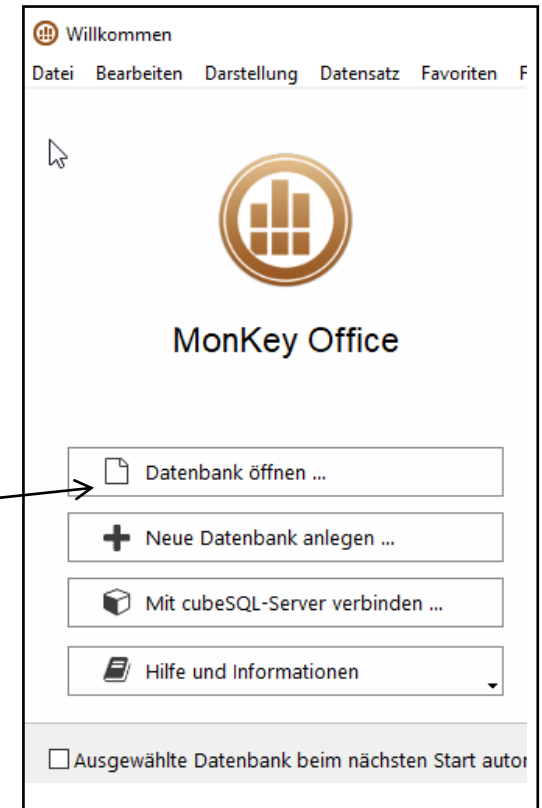 Willkommen
Datei Bearbeiten Darstellung Datensatz Favoriten
MonKey Office
Datenbank öffnen ...
Neue Datenbank anlegen ...
Mit cubeSQL-Server verbinden ...
Hilfe und Informationen
Ausgewählte Datenbank beim nächsten Start